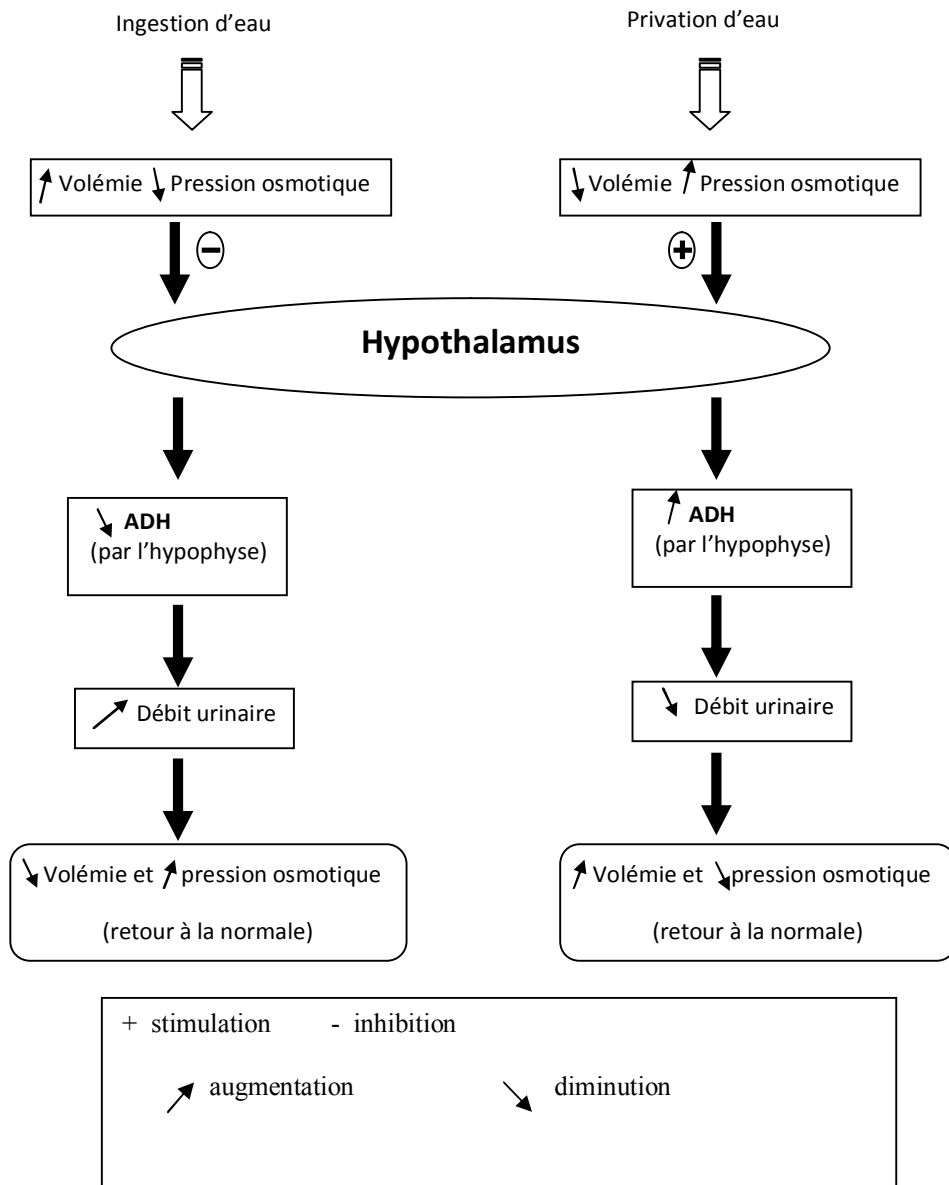 Ingestion d'eau
Privation d'eau
↗ Volémie ↘ Pression osmotique
↘ Volémie ↗ Pression osmotique
−
+
Hypothalamus
↘ ADH
(par l'hypophyse)
↗ ADH
(par l'hypophyse)
↗ Débit urinaire
↘ Débit urinaire
↘ Volémie et ↗ pression osmotique
(retour à la normale)
↗ Volémie et ↘ pression osmotique
(retour à la normale)
+ stimulation - inhibition
↗ augmentation ↘ diminution